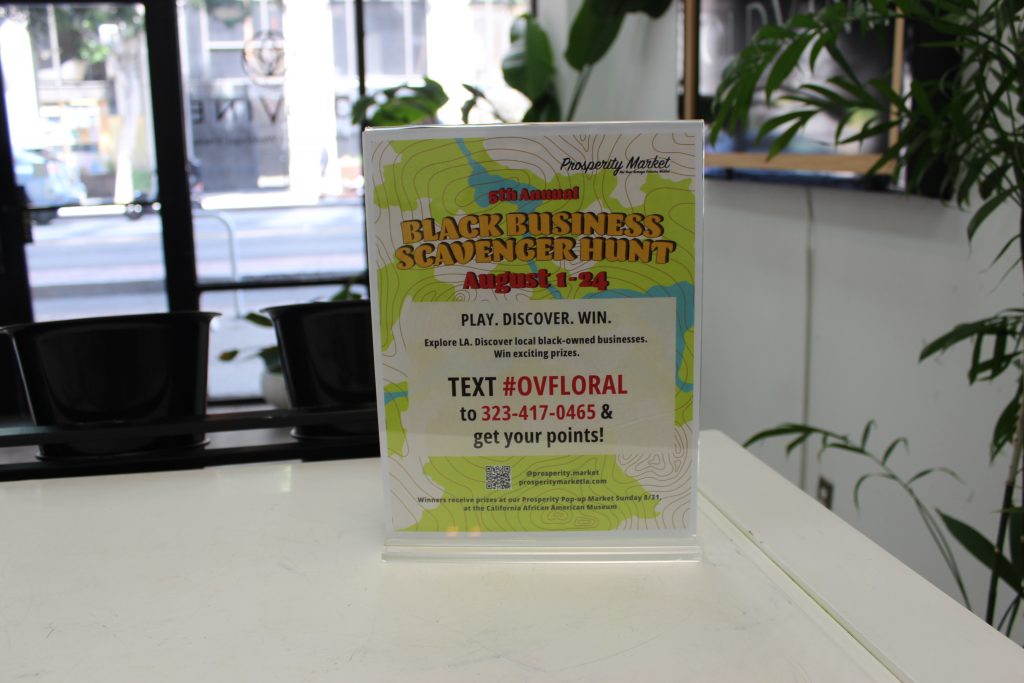 Prosperity Market
5th Annual
BLACK BUSINESS
SCAVENGER HUNT
August 1-24
PLAY. DISCOVER. WIN.
Explore LA. Discover local black-owned businesses.
Win exciting prizes.
TEXT #OVFLORAL
to 323-417-0465 &
get your points!
@prosperity.market
prosperitymarketla.com
Winners receive prizes at our Prosperity Pop-up Market Sunday 8/31,
at the California African American Museum